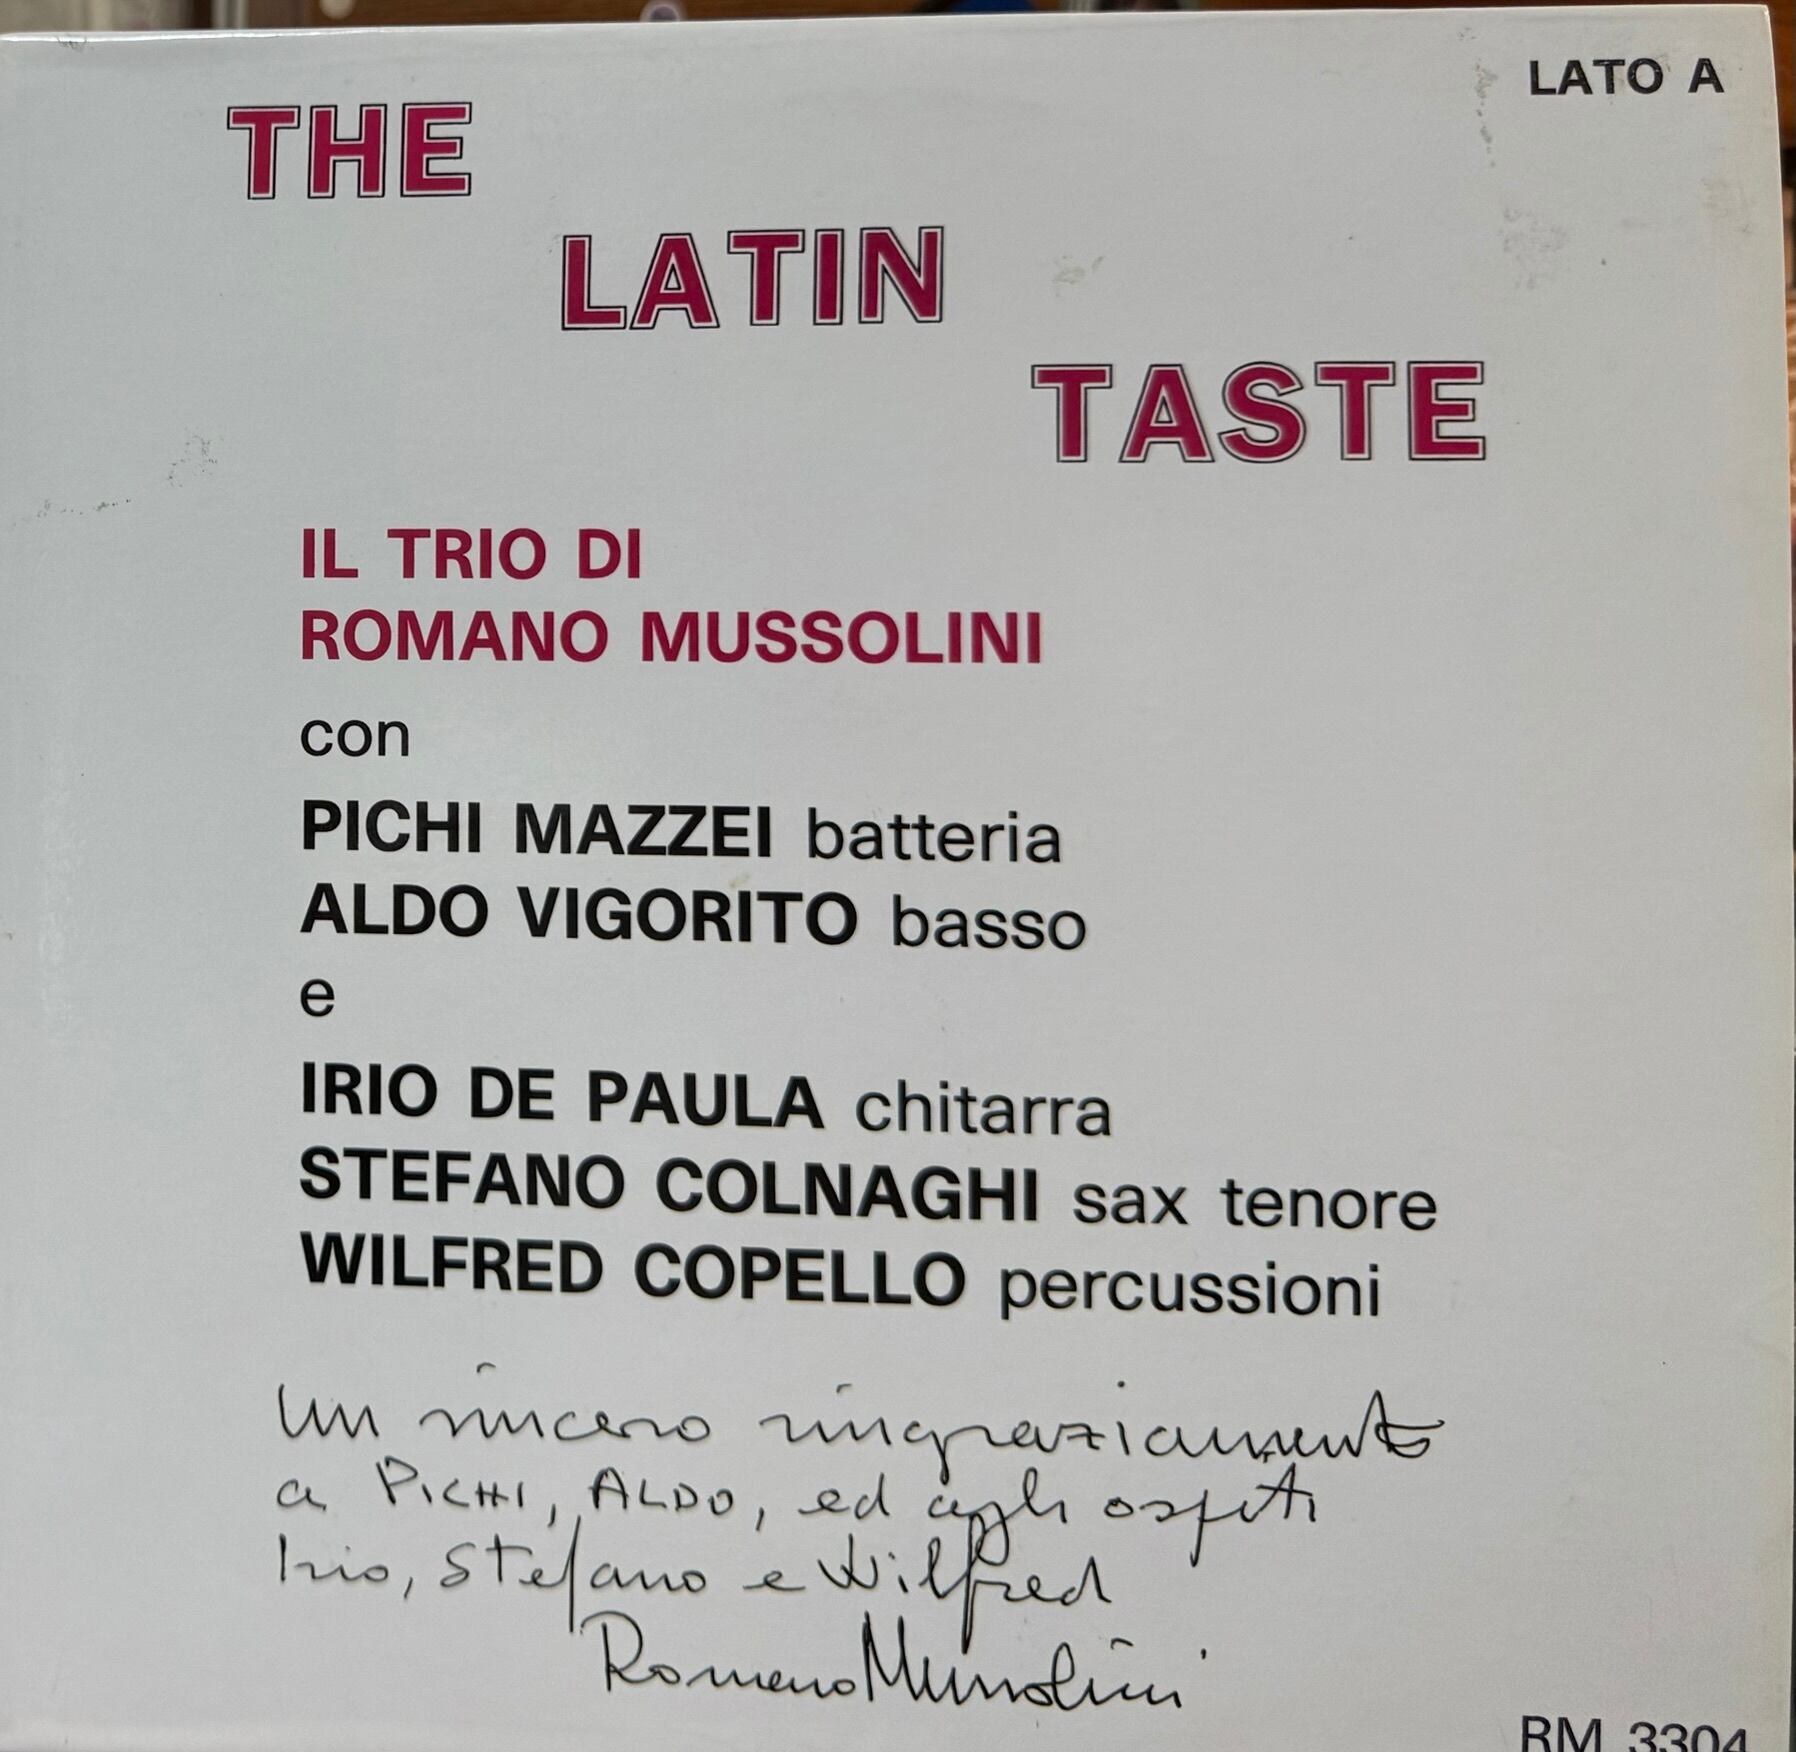 LATO A
THE
LATIN
TASTE
IL TRIO DI
ROMANO MUSSOLINI
con
PICHI MAZZEI batteria
ALDO VIGORITO basso
e
IRIO DE PAULA chitarra
STEFANO COLNAGHI sax tenore
WILFRED COPELLO percussioni
Un sincero ringraziamento
a PICHI, ALDO, ed agli ospiti
Irio, Stefano e Wilfred
Romano Mussolini
RM 3304